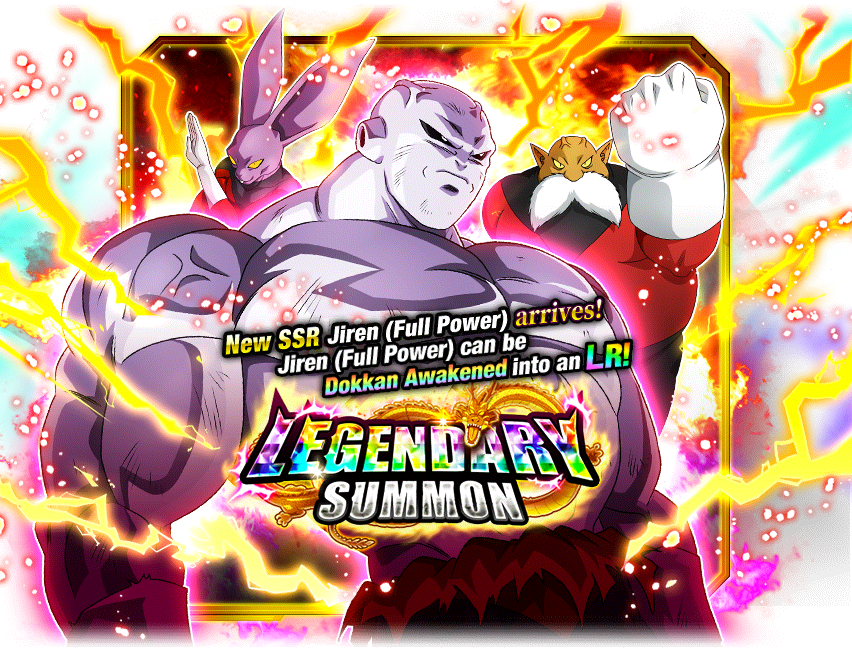 New SSR Jiren (Full Power) arrives!
Jiren (Full Power) can be
Dokkan Awakened into an LR!
LEGENDARY
SUMMON